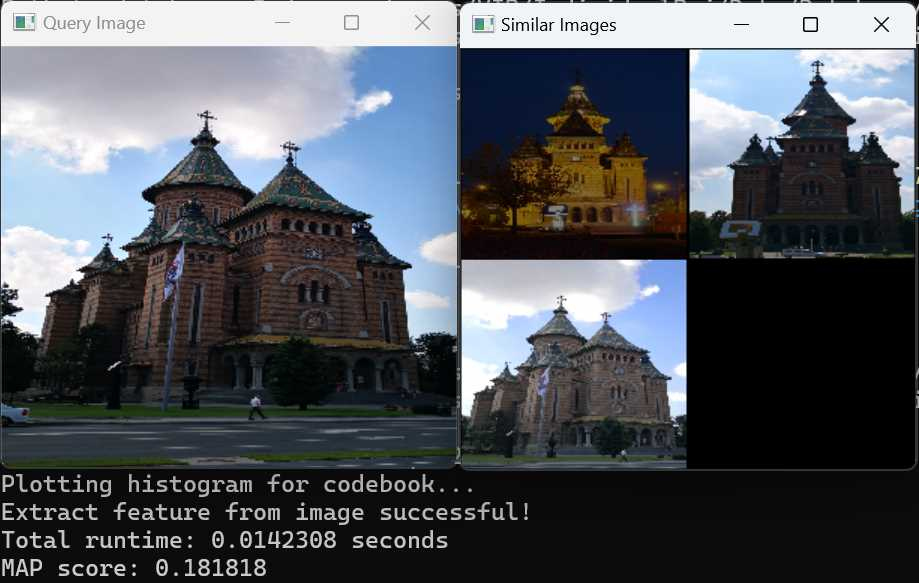 Query Image
Similar Images
Plotting histogram for codebook...
Extract feature from image successful!
Total runtime: 0.0142308 seconds
MAP score: 0.181818